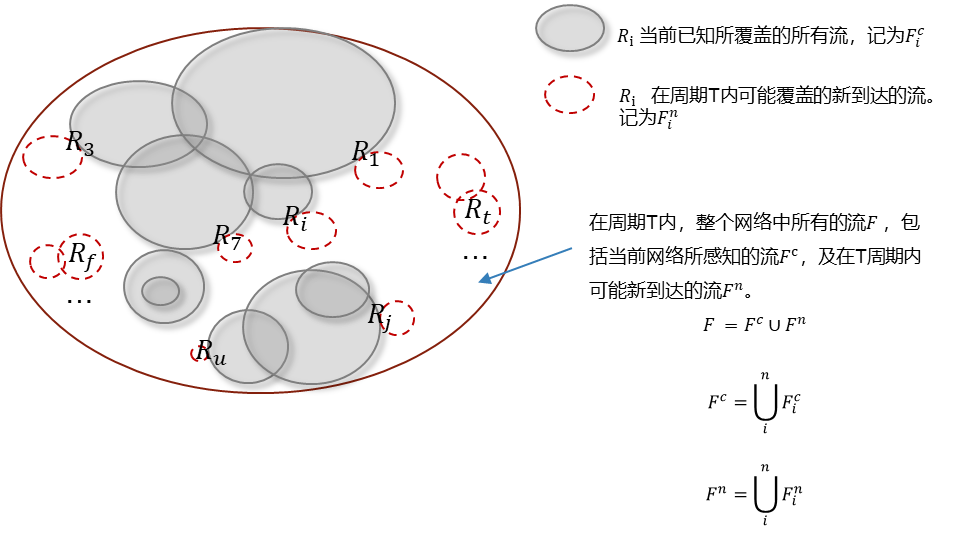 R₃
R₁
Rᵢ
R₇
R_t
R_f
…
…
R_j
R_u
Rᵢ 当前已知所覆盖的所有流，记为Fᵢᶜ
Rᵢ 在周期T内可能覆盖的新到达的流。
记为Fᵢⁿ
在周期T内，整个网络中所有的流F ，包
括当前网络所感知的流Fᶜ，及在T周期内
可能新到达的流Fⁿ。
F = Fᶜ ∪ Fⁿ
Fᶜ = ⋃ᵢⁿ Fᵢᶜ
Fⁿ = ⋃ᵢⁿ Fᵢⁿ